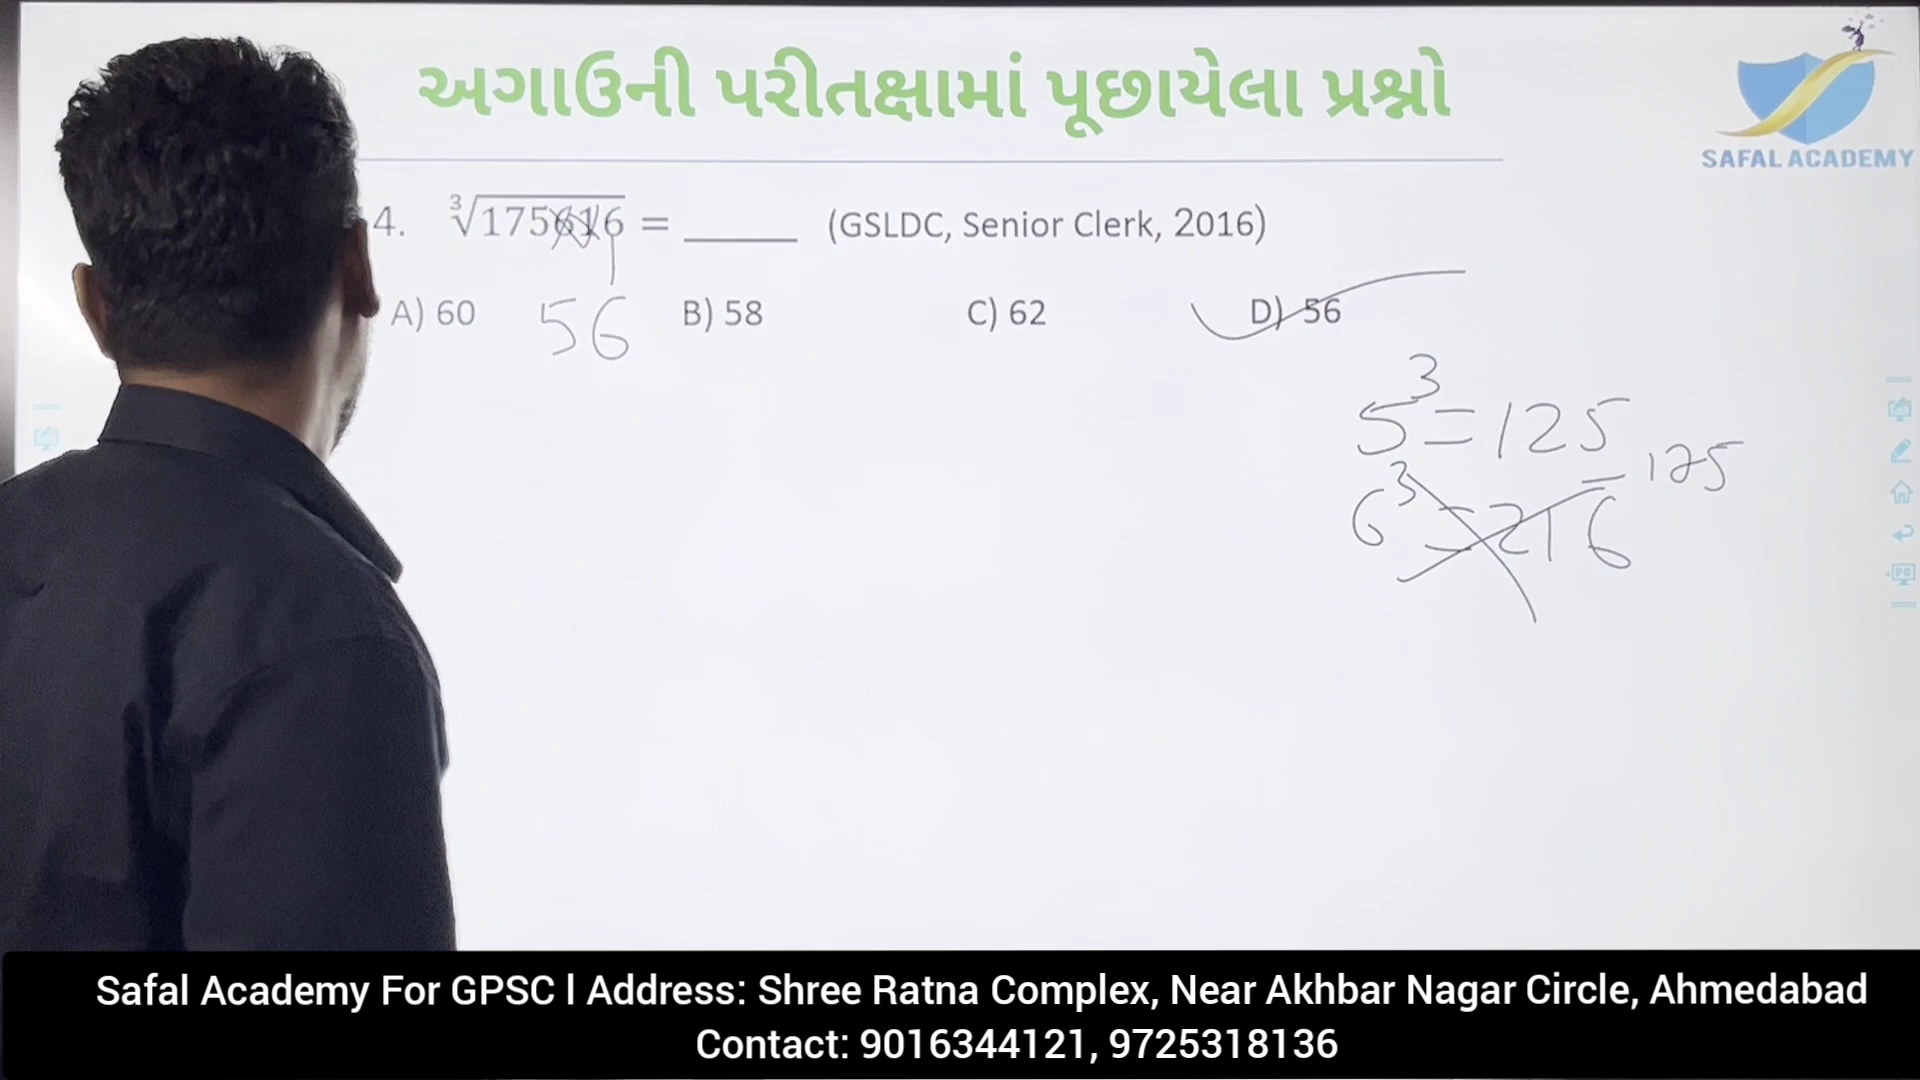 અગાઉની પરીતક્ષામાં પૂછાયેલા પ્રશ્નો
SAFAL ACADEMY
4. ∛175616 = ______ (GSLDC, Senior Clerk, 2016)
A) 60 56 B) 58 C) 62 D) 56
5³ = 125
- 125
6³ = 216
Safal Academy For GPSC l Address: Shree Ratna Complex, Near Akhbar Nagar Circle, Ahmedabad
Contact: 9016344121, 9725318136